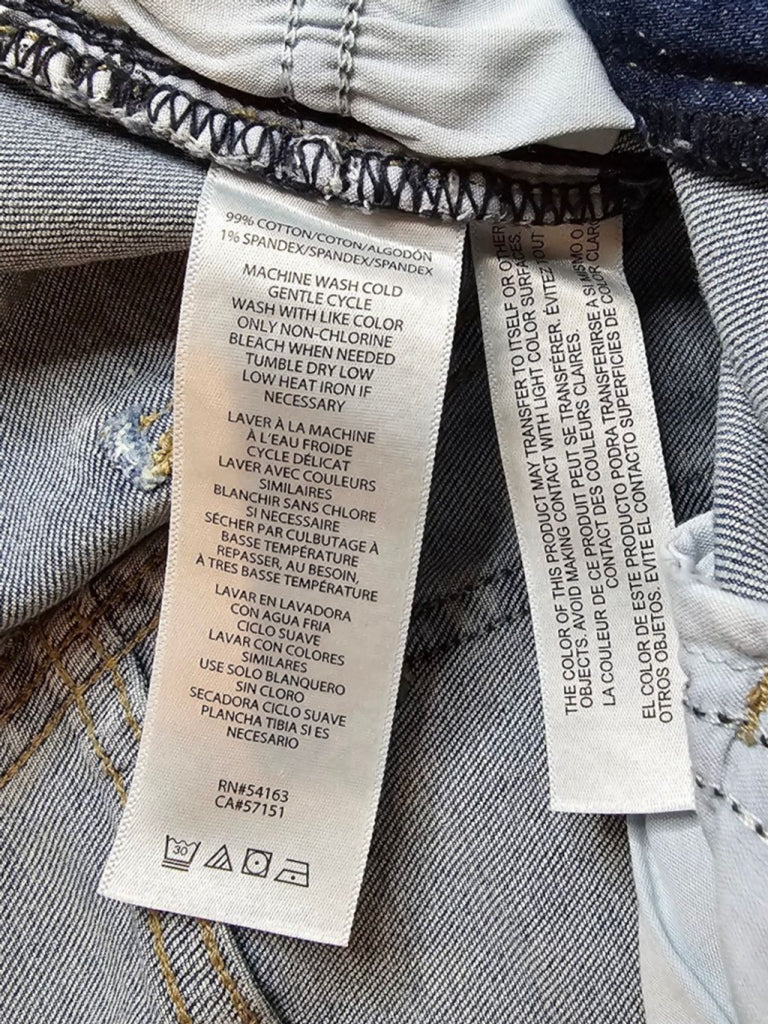 99% COTTON/COTON/ALGODÓN
1% SPANDEX/SPANDEX/SPANDEX
MACHINE WASH COLD
GENTLE CYCLE
WASH WITH LIKE COLOR
ONLY NON-CHLORINE
BLEACH WHEN NEEDED
TUMBLE DRY LOW
LOW HEAT IRON IF
NECESSARY
LAVER À LA MACHINE
À L'EAU FROIDE
CYCLE DÉLICAT
LAVER AVEC COULEURS
SIMILAIRES
BLANCHIR SANS CHLORE
SI NECESSAIRE
SÉCHER PAR CULBUTAGE À
BASSE TEMPÉRATURE
REPASSER, AU BESOIN,
À TRES BASSE TEMPÉRATURE
LAVAR EN LAVADORA
CON AGUA FRIA
CICLO SUAVE
LAVAR CON COLORES
SIMILARES
USE SOLO BLANQUERO
SIN CLORO
SECADORA CICLO SUAVE
PLANCHA TIBIA SI ES
NECESARIO
RN#54163
CA#57151
30
THE COLOR OF THIS PRODUCT MAY TRANSFER TO ITSELF OR OTHER
OBJECTS. AVOID MAKING CONTACT WITH LIGHT COLOR SURFACES.
LA COULEUR DE CE PRODUIT PEUT SE TRANSFÉRER. ÉVITEZ TOUT
CONTACT DES COULEURS CLAIRES.
EL COLOR DE ESTE PRODUCTO PODRA TRANSFERIRSE A SI MISMO O
OTROS OBJETOS. EVITE EL CONTACTO SUPERFICIES DE COLOR CLARO